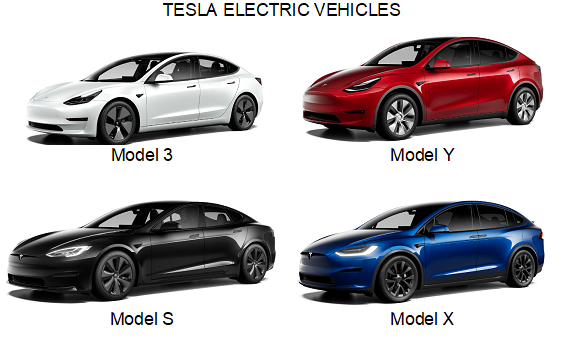 TESLA ELECTRIC VEHICLES
Model 3
Model Y
Model S
Model X